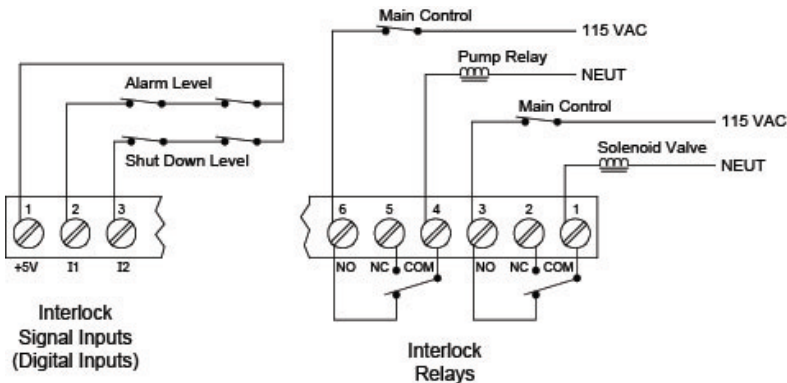 Main Control
115 VAC
Pump Relay
NEUT
Alarm Level
Main Control
115 VAC
Shut Down Level
Solenoid Valve
NEUT
1 2 3
6 5 4 3 2 1
+5V I1 I2
NO NC COM NO NC COM
Interlock
Signal Inputs
(Digital Inputs)
Interlock
Relays